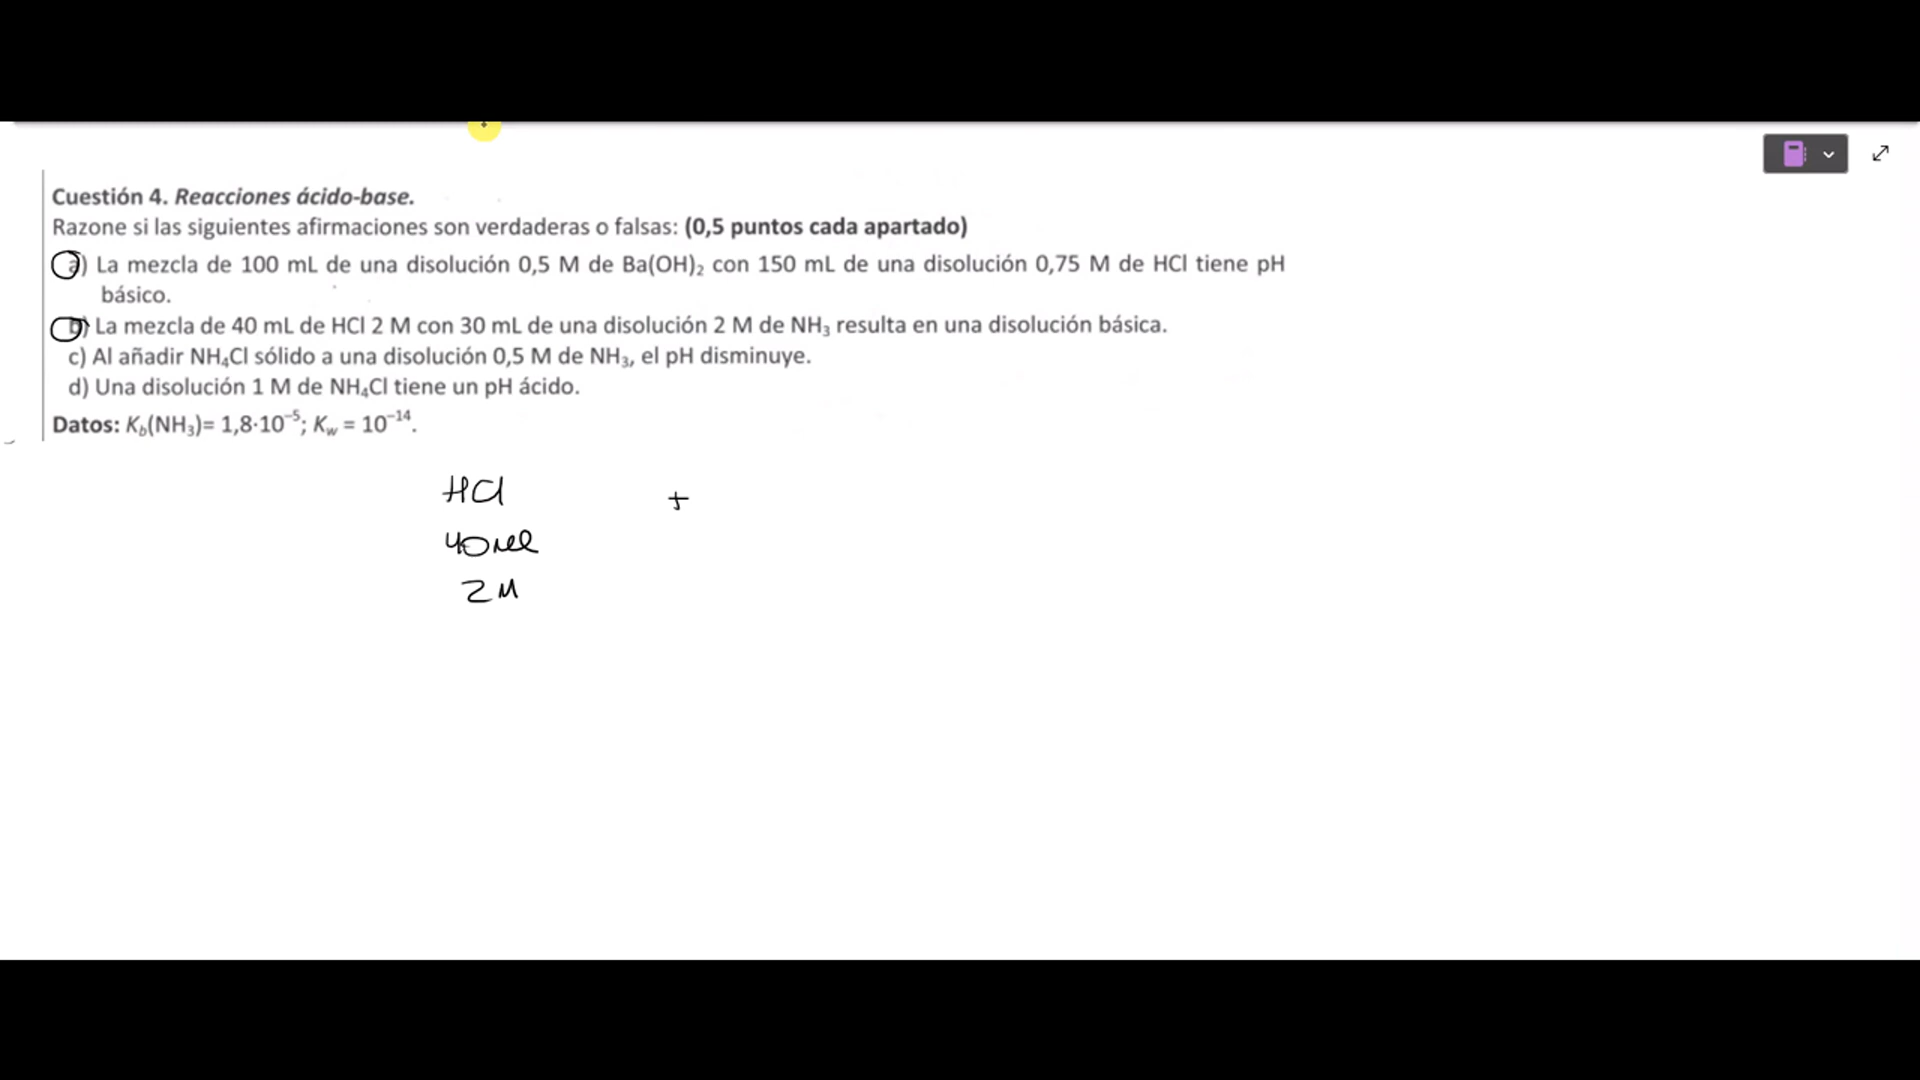 Cuestión 4. Reacciones ácido-base.
Razone si las siguientes afirmaciones son verdaderas o falsas: (0,5 puntos cada apartado)
a) La mezcla de 100 mL de una disolución 0,5 M de Ba(OH)₂ con 150 mL de una disolución 0,75 M de HCl tiene pH
básico.
b) La mezcla de 40 mL de HCl 2 M con 30 mL de una disolución 2 M de NH₃ resulta en una disolución básica.
c) Al añadir NH₄Cl sólido a una disolución 0,5 M de NH₃, el pH disminuye.
d) Una disolución 1 M de NH₄Cl tiene un pH ácido.
Datos: K_b(NH₃)= 1,8·10⁻⁵; K_w = 10⁻¹⁴.
HCl +
40 ml
2 M